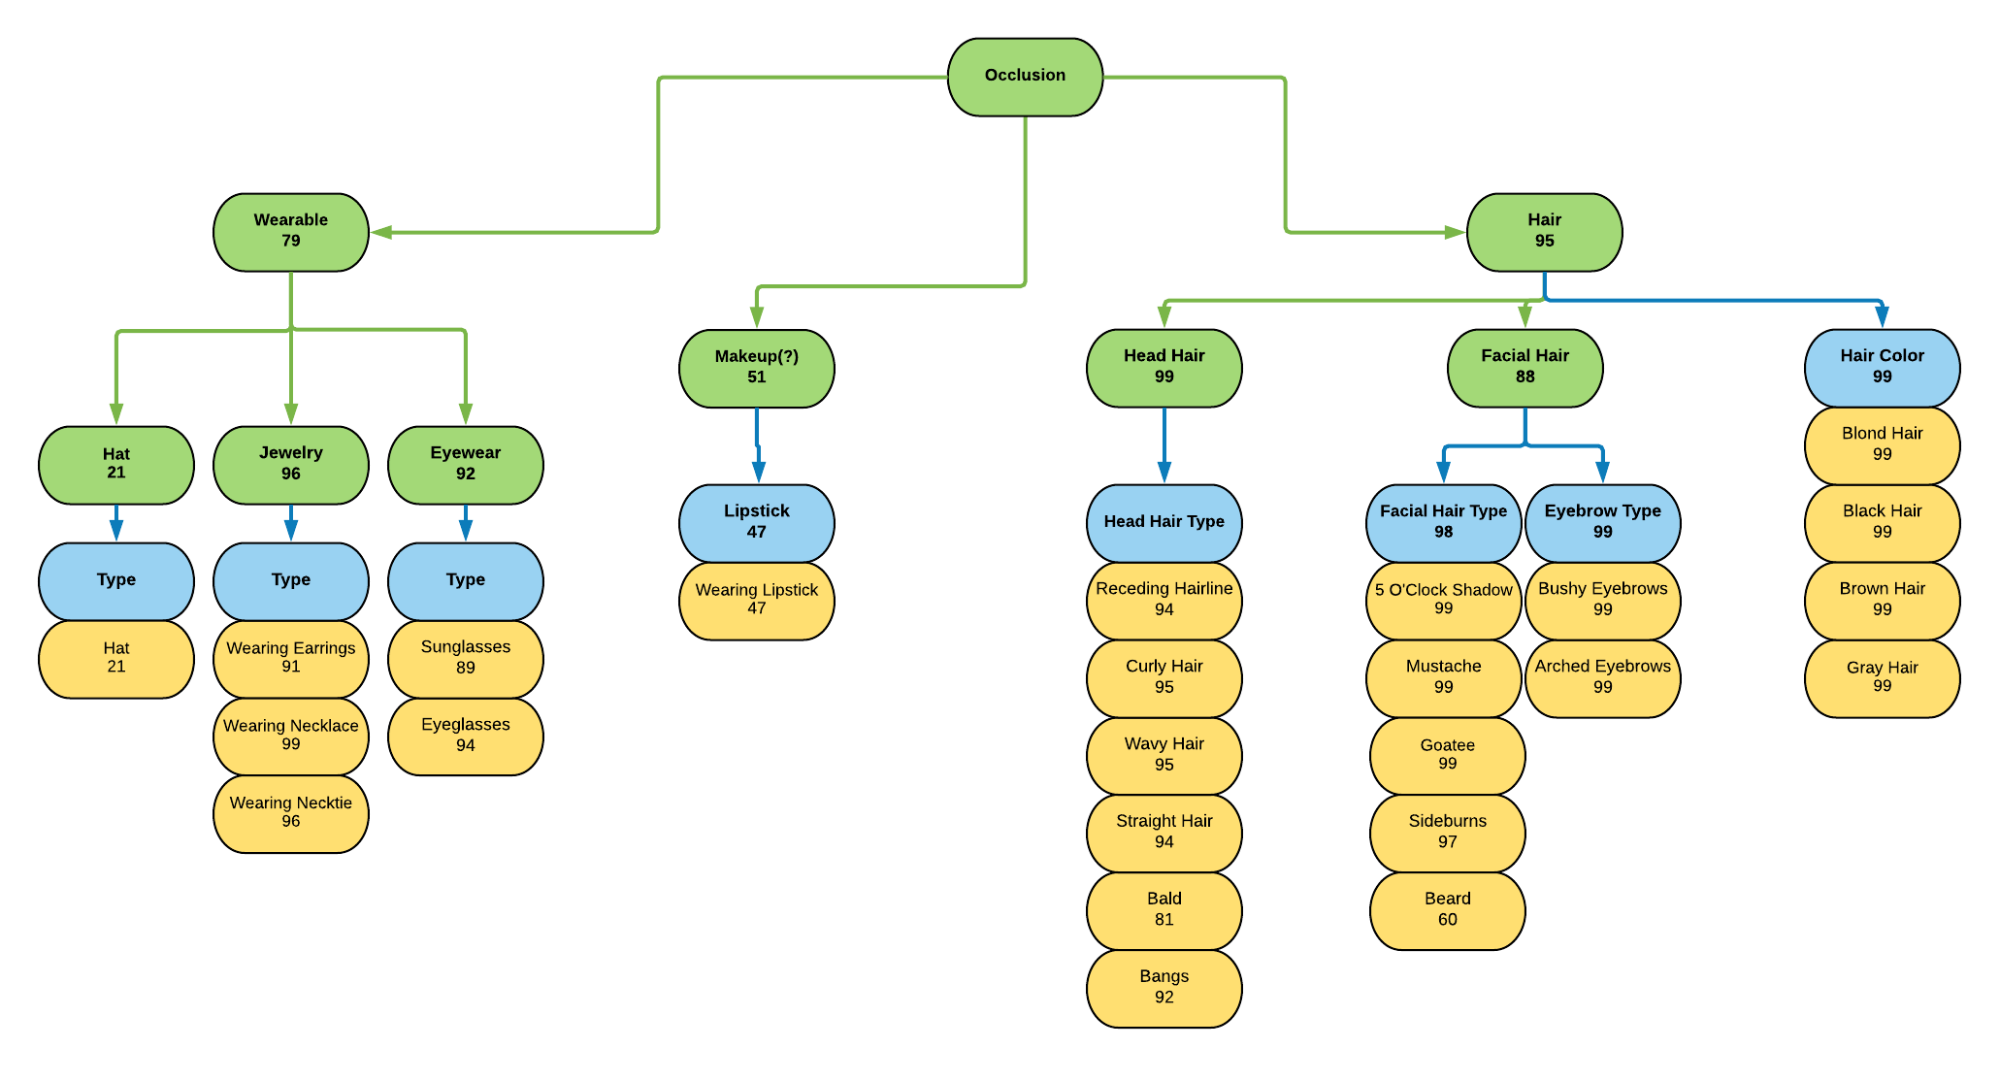 Occlusion
Wearable
79
Hair
95
Makeup(?)
51
Head Hair
99
Facial Hair
88
Hair Color
99
Blond Hair
99
Black Hair
99
Brown Hair
99
Gray Hair
99
Hat
21
Jewelry
96
Eyewear
92
Type
Hat
21
Type
Wearing Earrings
91
Wearing Necklace
99
Wearing Necktie
96
Type
Sunglasses
89
Eyeglasses
94
Lipstick
47
Wearing Lipstick
47
Head Hair Type
Receding Hairline
94
Curly Hair
95
Wavy Hair
95
Straight Hair
94
Bald
81
Bangs
92
Facial Hair Type
98
5 O'Clock Shadow
99
Mustache
99
Goatee
99
Sideburns
97
Beard
60
Eyebrow Type
99
Bushy Eyebrows
99
Arched Eyebrows
99